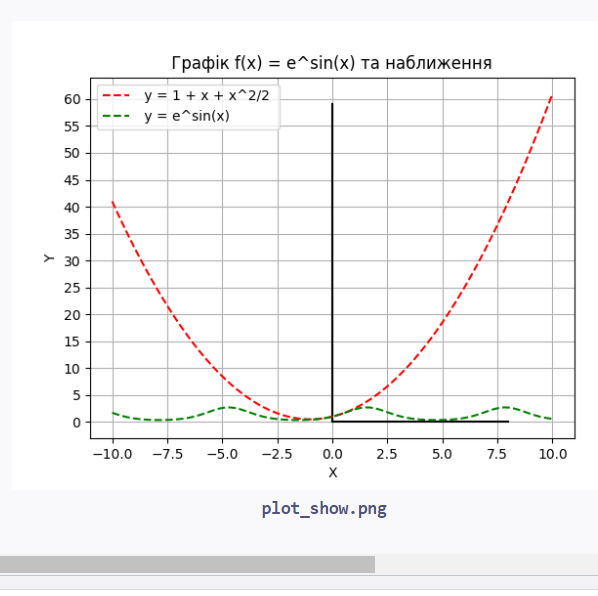 Графік f(x) = e^sin(x) та наближення
y = 1 + x + x^2/2
y = e^sin(x)
60
55
50
45
40
35
30
25
20
15
10
5
0
Y
−10.0 −7.5 −5.0 −2.5 0.0 2.5 5.0 7.5 10.0
X
plot_show.png